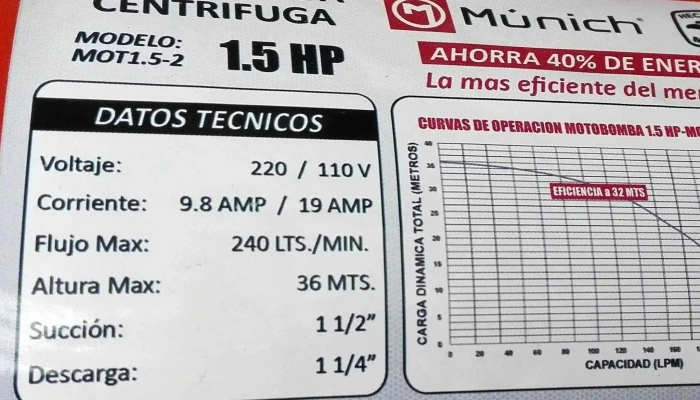 CENTRIFUGA
MODELO:
MOT1.5-2
1.5 HP
Múnich
AHORRA 40% DE ENER
La mas eficiente del mer
DATOS TECNICOS
Voltaje: 220 / 110 V
Corriente: 9.8 AMP / 19 AMP
Flujo Max: 240 LTS./MIN.
Altura Max: 36 MTS.
Succión: 1 1/2”
Descarga: 1 1/4”
CURVAS DE OPERACION MOTOBOMBA 1.5 HP-MO
EFICIENCIA a 32 MTS
CARGA DINAMICA TOTAL (METROS)
40
35
30
25
20
15
10
5
0
0 20 40 60 80 100 120 140 160
CAPACIDAD (LPM)